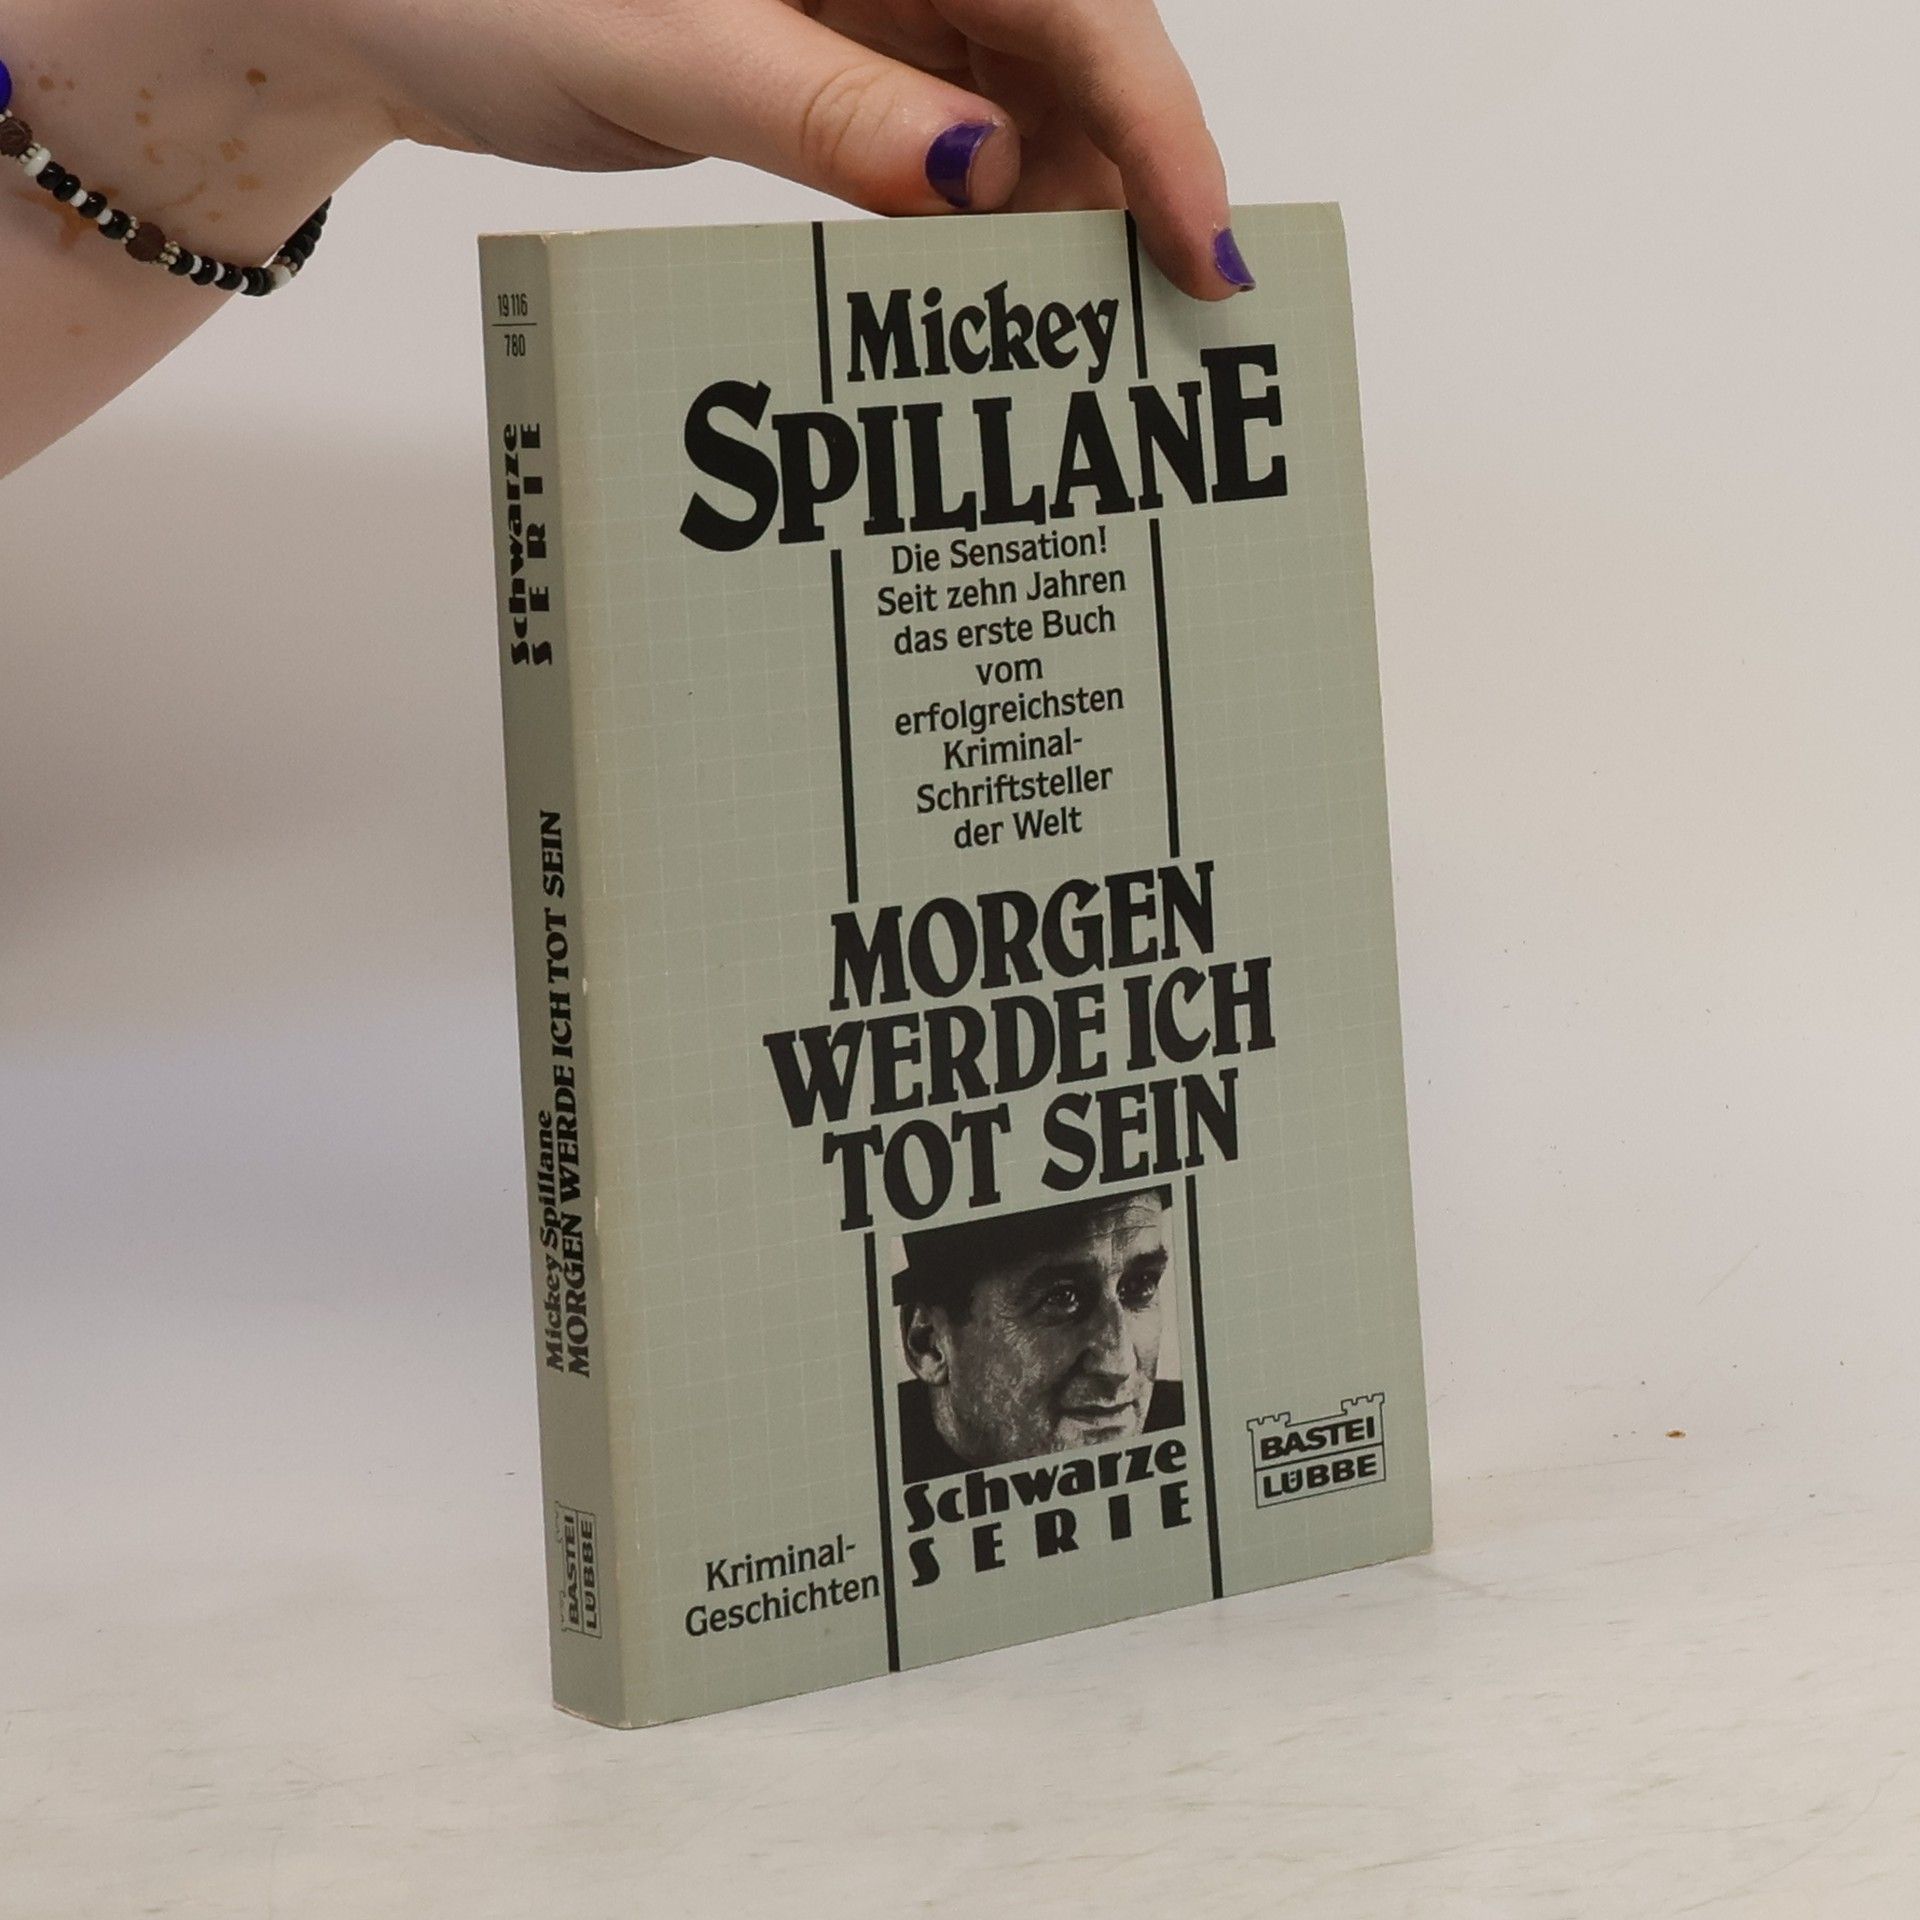 19 116
780
Schwarze
SERIE
Mickey Spillane
MORGEN WERDE ICH TOT SEIN
BASTEI
LÜBBE
Mickey
SPILLANE
Die Sensation!
Seit zehn Jahren
das erste Buch
vom
erfolgreichsten
Kriminal-
Schriftsteller
der Welt
MORGEN
WERDE ICH
TOT SEIN
Schwarze
SERIE
Kriminal-
Geschichten
BASTEI
LÜBBE